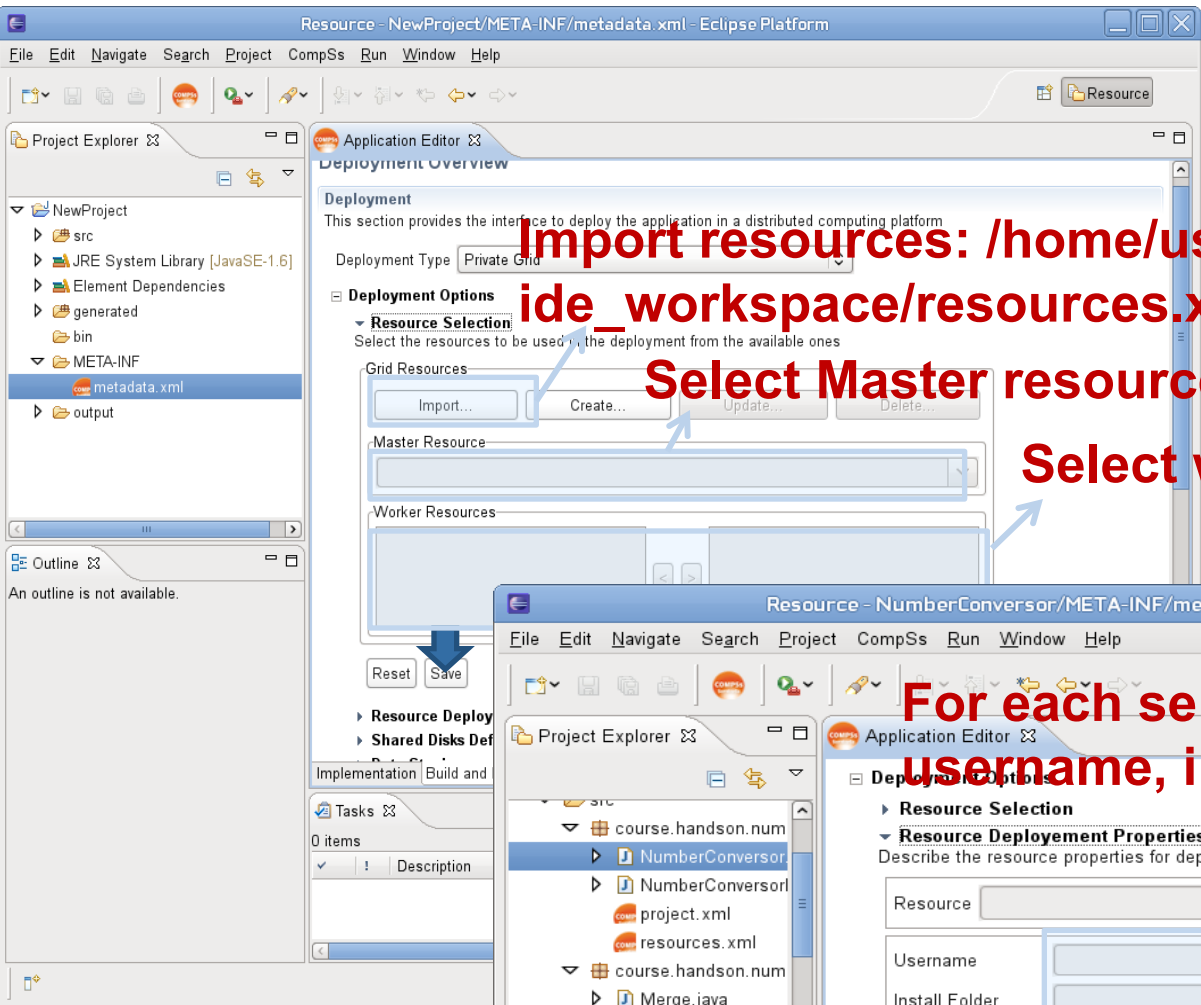 Resource - NewProject/META-INF/metadata.xml - Eclipse Platform
File Edit Navigate Search Project CompSs Run Window Help
Resource
Project Explorer
NewProject
src
JRE System Library [JavaSE-1.6]
Element Dependencies
generated
bin
META-INF
metadata.xml
output
Outline
An outline is not available.
Application Editor
Deployment Overview
Deployment
This section provides the interface to deploy the application in a distributed computing platform
Import resources: /home/us
ide_workspace/resources.x
Deployment Type Private Grid
Deployment Options
Resource Selection
Select the resources to be used in the deployment from the available ones
Select Master resourc
Grid Resources
Import... Create... Update... Delete...
Master Resource
Select
Worker Resources
< >
Reset Save
Resource Deploy
Shared Disks Def
Implementation Build and
Tasks
0 items
! Description
Resource - NumberConversor/META-INF/me
File Edit Navigate Search Project CompSs Run Window Help
COMPSs
For each se
username, i
Project Explorer
src
course.handson.num
NumberConversor.
NumberConversorI
project.xml
resources.xml
course.handson.num
Merge.java
Application Editor
Deployment Options
Resource Selection
Resource Deployement Properties
Describe the resource properties for dep
Resource
Username
Install Folder